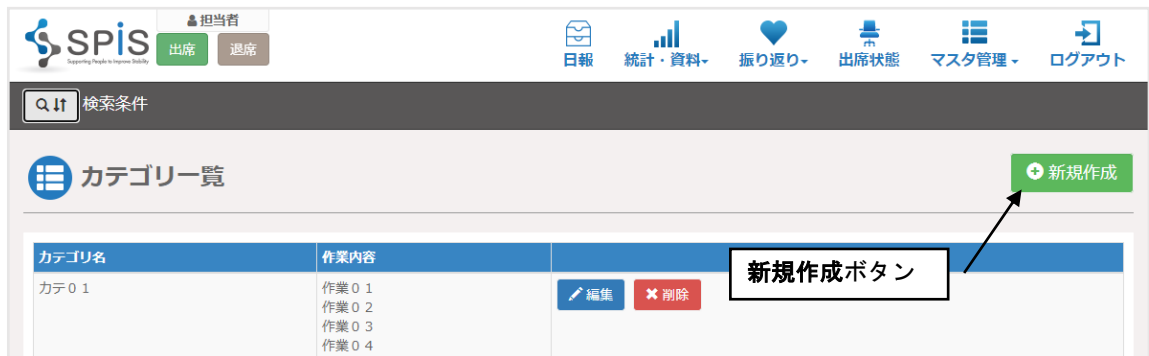 SPiS
Supporting People to Improve Stability
担当者
出席
退席
日報
統計・資料
振り返り
出席状態
マスタ管理
ログアウト
検索条件
カテゴリ一覧
新規作成
カテゴリ名
作業内容
新規作成ボタン
カテ０１
作業０１
作業０２
作業０３
作業０４
編集
削除